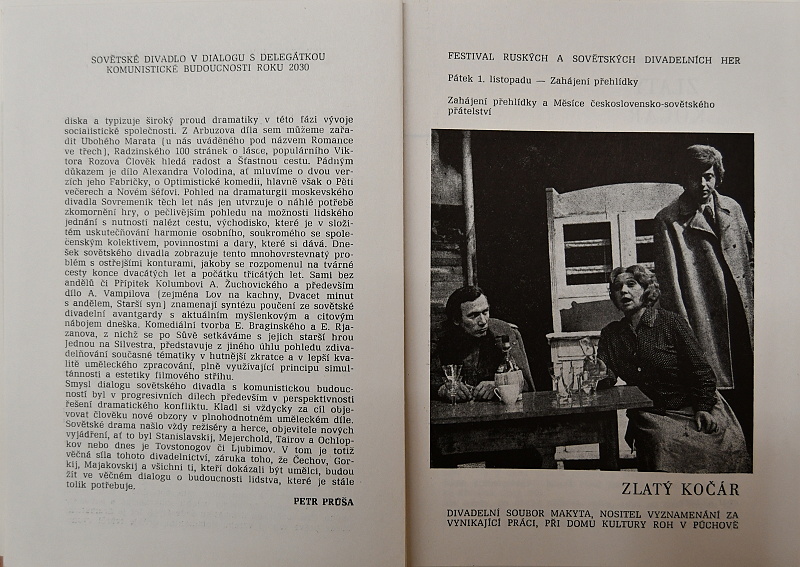 SOVĚTSKÉ DIVADLO V DIALOGU S DELEGÁTKOU
KOMUNISTICKÉ BUDOUCNOSTI ROKU 2030
diska a typizuje široký proud dramatiky v této fázi vývoje
socialistické společnosti. Z Arbuzova díla sem můžeme zařa-
dit Ubohého Marata (u nás uváděného pod názvem Romance
ve třech), Radzinského 100 stránek o lásce, populárního Vik-
tora Rozova Člověk hledá radost a Šťastnou cestu. Pádným
důkazem je dílo Alexandra Volodina, ať mluvíme o dvou ver-
zích jeho Fabričky, o Optimistické komedii, hlavně však o Pěti
večerech a Novém šéfovi. Pohled na dramaturgii moskevského
divadla Sovremenik těch let nás jen utvrzuje o náhlé potřebě
zkomornění hry, o pečlivějším pohledu na možnosti lidského
jednání s nutností nalézt cestu, východisko, které je v složi-
tém uskutečňování harmonie osobního, soukromého se spole-
čenským kolektivem, povinnostmi a dary, které si dává. Dne-
šek sovětského divadla zobrazuje tento mnohovrstevnatý pro-
blém s ostřejšími konturami, jakoby se rozpomenul na tvárné
cesty konce dvacátých let a počátku třicátých let. Sami bez
andělů či Přípitek Kolumbovi A. Žuchovického a především
dílo A. Vampilova (zejména Lov na kachny, Dvacet minut
s andělem, Starší syn) znamenají syntézu poučení ze sovětské
divadelní avantgardy s aktuálním myšlenkovým a citovým
nábojem dneška. Komediální tvorba E. Braginského a E. Rja-
zanova, z nichž se po Sůvě setkáváme s jejich starší hrou
Jednou na Silvestra, představuje z jiného úhlu pohledu zdiva-
delňování současné tématiky v hutnější zkratce a v lepší kva-
litě uměleckého zpracování, plně využívající principu simul-
tánnosti a estetiky filmového střihu.
Smysl dialogu sovětského divadla s komunistickou budouc-
ností byl v progresivních dílech především v perspektivnosti
řešení dramatického konfliktu. Kladl si vždycky za cíl obje-
vovat člověku nové obzory v plnohodnotném uměleckém díle.
Sovětské drama našlo vždy režiséry a herce, objevitele nových
vyjádření, ať to byl Stanislavskij, Mejerchold, Tairov a Ochlop-
kov nebo dnes je Tovstonogov či Ljubimov. V tom je totiž
věčná síla tohoto divadelnictví, záruka toho, že Čechov, Gor-
kij, Majakovskij a všichni ti, kteří dokázali být umělci, budou
žít ve věčném dialogu o budoucnosti lidstva, které je stále
tolik potřebuje.
PETR PRŮŠA
FESTIVAL RUSKÝCH A SOVĚTSKÝCH DIVADELNÍCH HER
Pátek 1. listopadu — Zahájení přehlídky
Zahájení přehlídky a Měsíce československo-sovětského
přátelství
ZLATÝ KOČÁR
DIVADELNÍ SOUBOR MAKYTA, NOSITEL VYZNAMENÁNÍ ZA
VYNIKAJÍCÍ PRÁCI, PŘI DOMU KULTURY ROH V PÚCHOVĚ